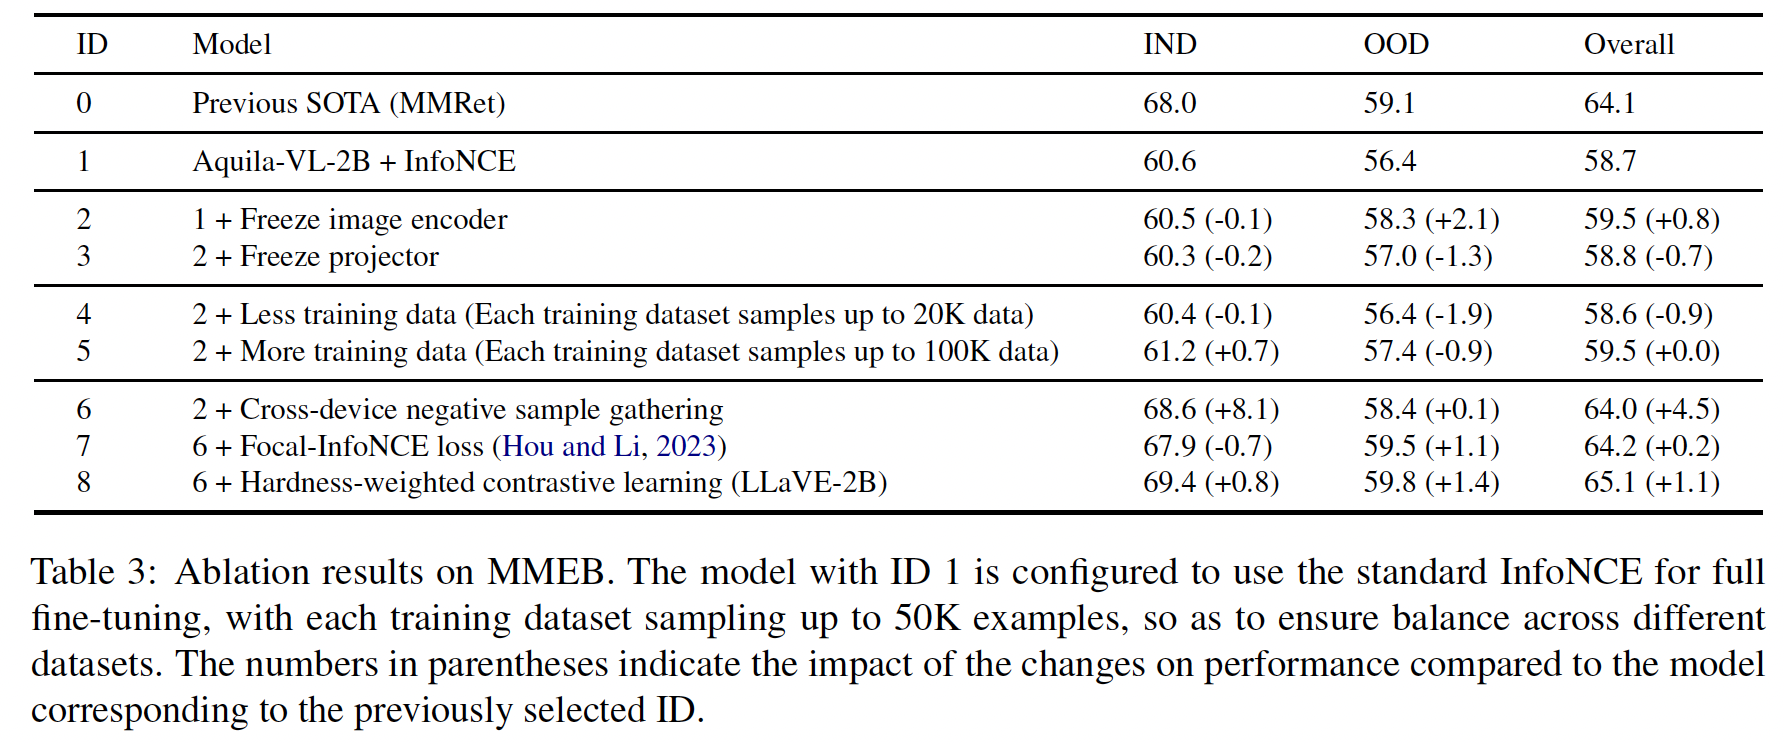 ID Model IND OOD Overall
0 Previous SOTA (MMRet) 68.0 59.1 64.1
1 Aquila-VL-2B + InfoNCE 60.6 56.4 58.7
2 1 + Freeze image encoder 60.5 (-0.1) 58.3 (+2.1) 59.5 (+0.8)
3 2 + Freeze projector 60.3 (-0.2) 57.0 (-1.3) 58.8 (-0.7)
4 2 + Less training data (Each training dataset samples up to 20K data) 60.4 (-0.1) 56.4 (-1.9) 58.6 (-0.9)
5 2 + More training data (Each training dataset samples up to 100K data) 61.2 (+0.7) 57.4 (-0.9) 59.5 (+0.0)
6 2 + Cross-device negative sample gathering 68.6 (+8.1) 58.4 (+0.1) 64.0 (+4.5)
7 6 + Focal-InfoNCE loss (Hou and Li, 2023) 67.9 (-0.7) 59.5 (+1.1) 64.2 (+0.2)
8 6 + Hardness-weighted contrastive learning (LLaVE-2B) 69.4 (+0.8) 59.8 (+1.4) 65.1 (+1.1)
Table 3: Ablation results on MMEB. The model with ID 1 is configured to use the standard InfoNCE for full
fine-tuning, with each training dataset sampling up to 50K examples, so as to ensure balance across different
datasets. The numbers in parentheses indicate the impact of the changes on performance compared to the model
corresponding to the previously selected ID.